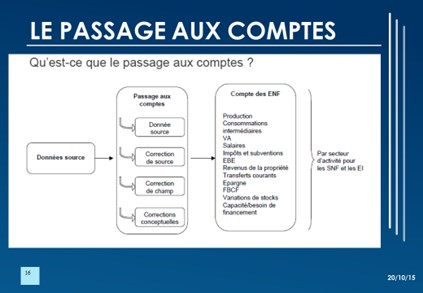 LE PASSAGE AUX COMPTES
Qu'est-ce que le passage aux comptes ?
Données source
Passage aux
comptes
Donnée
source
Correction
de source
Correction
de champ
Corrections
conceptuelles
Compte des ENF
Production
Consommations
intermédiaires
VA
Salaires
Impôts et subventions
EBE
Revenus de la propriété
Transferts courants
Epargne
FBCF
Variations de stocks
Capacité/besoin de
financement
Par secteur
d'activité pour
les SNF et les EI
36
20/10/15